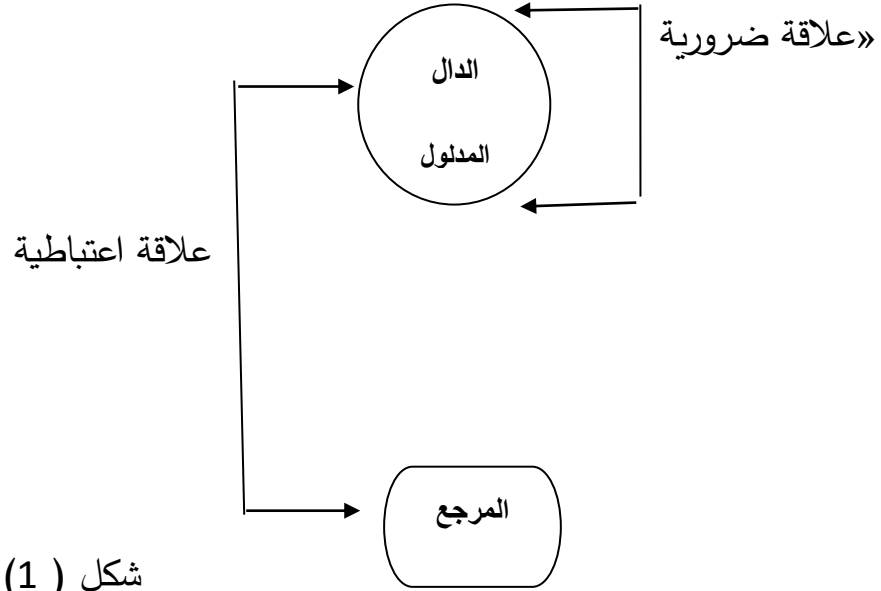 «علاقة ضرورية
الدال
المدلول
علاقة اعتباطية
المرجع
شكل ( 1)